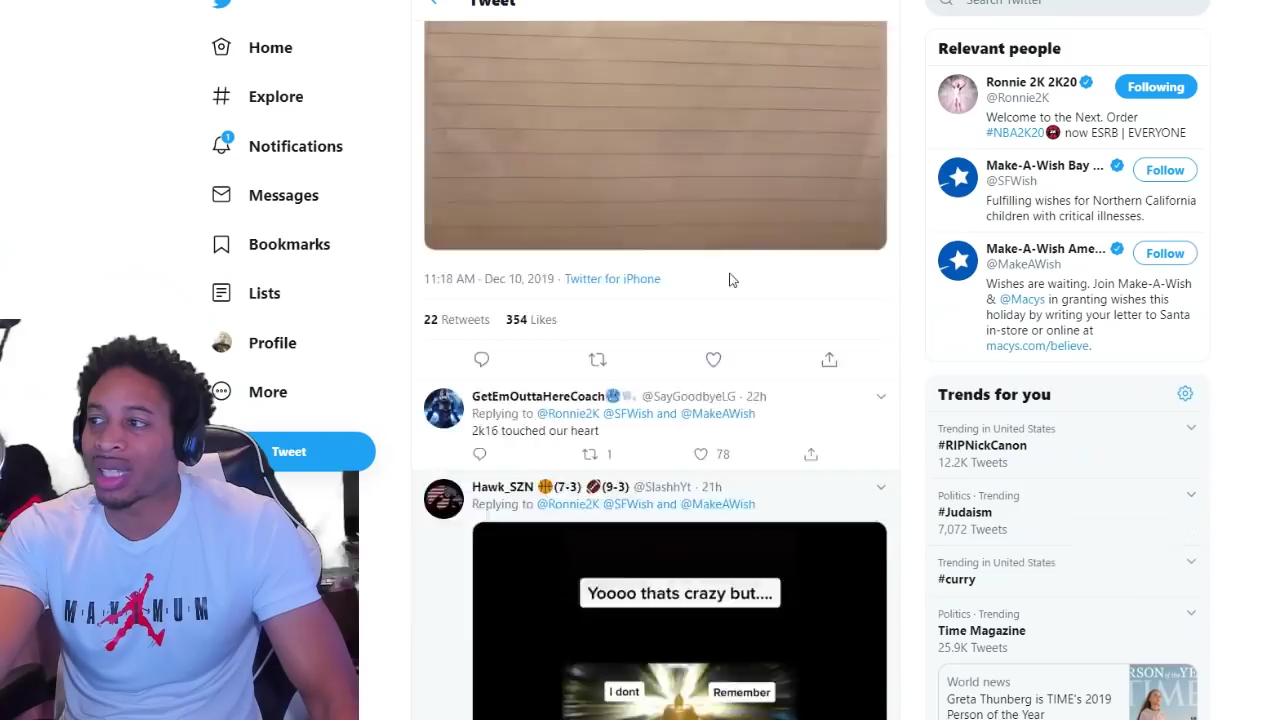 Tweet
Search Twitter
Home
Explore
1
Notifications
Messages
Bookmarks
Lists
Profile
More
Tweet
MAXIMUM
11:18 AM · Dec 10, 2019 · Twitter for iPhone
22 Retweets 354 Likes
GetEmOuttaHereCoach @SayGoodbyeLG · 22h
Replying to @Ronnie2K @SFWish and @MakeAWish
2k16 touched our heart
1 78
Hawk_SZN (7-3) (9-3) @SlashhYt · 21h
Replying to @Ronnie2K @SFWish and @MakeAWish
Yoooo thats crazy but....
I dont Remember
Relevant people
Ronnie 2K 2K20
Following
@Ronnie2K
Welcome to the Next. Order
#NBA2K20 now ESRB | EVERYONE
Make-A-Wish Bay ...
Follow
@SFWish
Fulfilling wishes for Northern California
children with critical illnesses.
Make-A-Wish Ame...
Follow
@MakeAWish
Wishes are waiting. Join Make-A-Wish
& @Macys in granting wishes this
holiday by writing your letter to Santa
in-store or online at
macys.com/believe.
Trends for you
Trending in United States
#RIPNickCanon
12.2K Tweets
Politics · Trending
#Judaism
7,072 Tweets
Trending in United States
#curry
Politics · Trending
Time Magazine
25.9K Tweets
World news
Greta Thunberg is TIME's 2019
Person of the Year
RSON of the YE
TIME